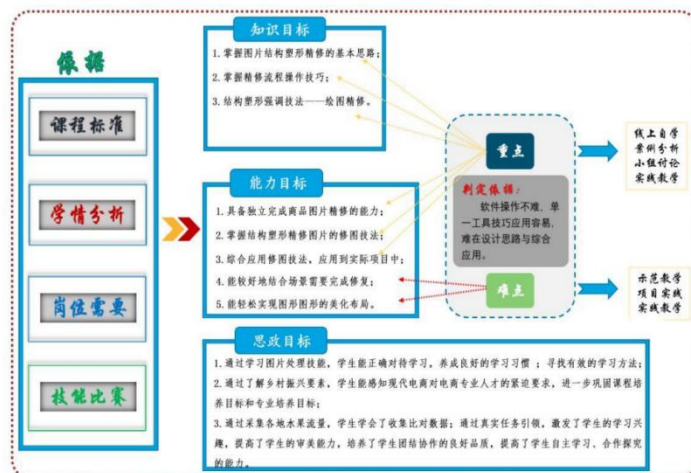 依据
课程标准
学情分析
岗位需要
技能比赛
知识目标
1.掌握图片结构塑形精修的基本思路；
2.掌握精修流程操作技巧；
3.结构塑形强调技法——绘图精修。
能力目标
1.具备独立完成商品图片精修的能力；
2.掌握结构塑形精修图片的修图技法；
3.综合应用修图技法，应用到实际项目中；
4.能较好地结合场景需要完成修复；
5.能轻松实现图形图形的美化布局。
重点
判定依据：
软件操作不难，单
一工具技巧应用容易，
难在设计思路与综合
应用。
难点
线上自学
案例分析
小组讨论
实践教学
示范教学
项目实践
实践教学
思政目标
1.通过学习图片处理技能，学生能正确对待学习，养成良好的学习习惯 ；寻找有效的学习方法；
2.通过了解乡村振兴要素，学生能感知现代电商对电商专业人才的紧迫要求，进一步巩固课程培
养目标和专业培养目标；
3.通过采集各地水果流量，学生学会了收集比对数据；通过真实任务引领，激发了学生的学习兴
趣，提高了学生的审美能力，培养了学生团结协作的良好品质，提高了学生自主学习、合作探究
的能力。